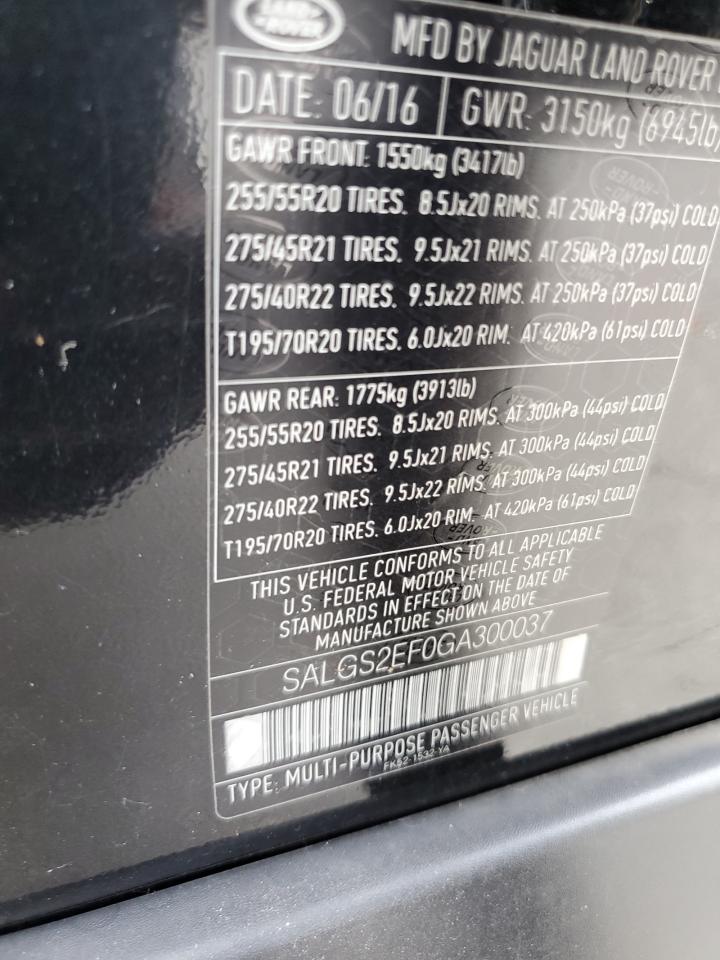 LAND
ROVER
MFD BY JAGUAR LAND ROVER
DATE: 06/16 GWR: 3150kg (6945lb)
GAWR FRONT: 1550kg (3417lb)
255/55R20 TIRES. 8.5Jx20 RIMS. AT 250kPa (37psi) COLD
275/45R21 TIRES. 9.5Jx21 RIMS. AT 250kPa (37psi) COLD
275/40R22 TIRES. 9.5Jx22 RIMS. AT 250kPa (37psi) COLD
T195/70R20 TIRES. 6.0Jx20 RIM. AT 420kPa (61psi) COLD
GAWR REAR: 1775kg (3913lb)
255/55R20 TIRES. 8.5Jx20 RIMS. AT 300kPa (44psi) COLD
275/45R21 TIRES. 9.5Jx21 RIMS. AT 300kPa (44psi) COLD
275/40R22 TIRES. 9.5Jx22 RIMS. AT 300kPa (44psi) COLD
T195/70R20 TIRES. 6.0Jx20 RIM. AT 420kPa (61psi) COLD
THIS VEHICLE CONFORMS TO ALL APPLICABLE
U.S. FEDERAL MOTOR VEHICLE SAFETY
STANDARDS IN EFFECT ON THE DATE OF
MANUFACTURE SHOWN ABOVE
SALGS2EF0GA300037
TYPE: MULTI-PURPOSE PASSENGER VEHICLE
FK52-1532-YA